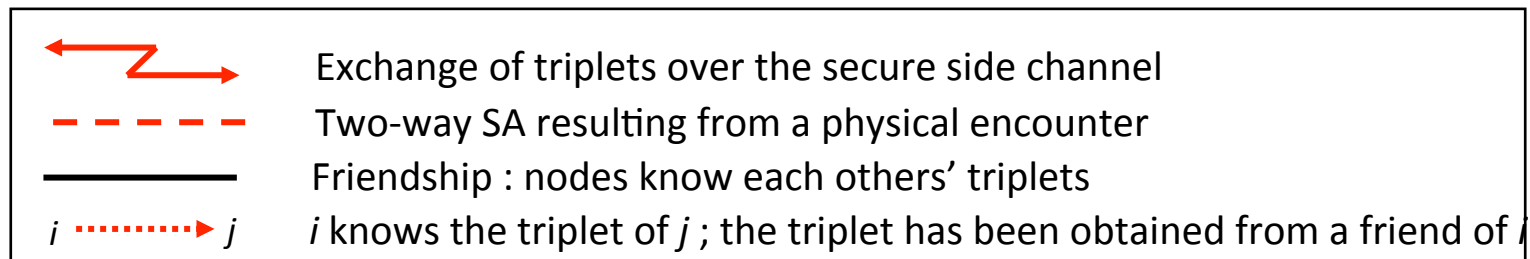 Exchange of triplets over the secure side channel
Two-way SA resulting from a physical encounter
Friendship : nodes know each others’ triplets
i j i knows the triplet of j ; the triplet has been obtained from a friend of i